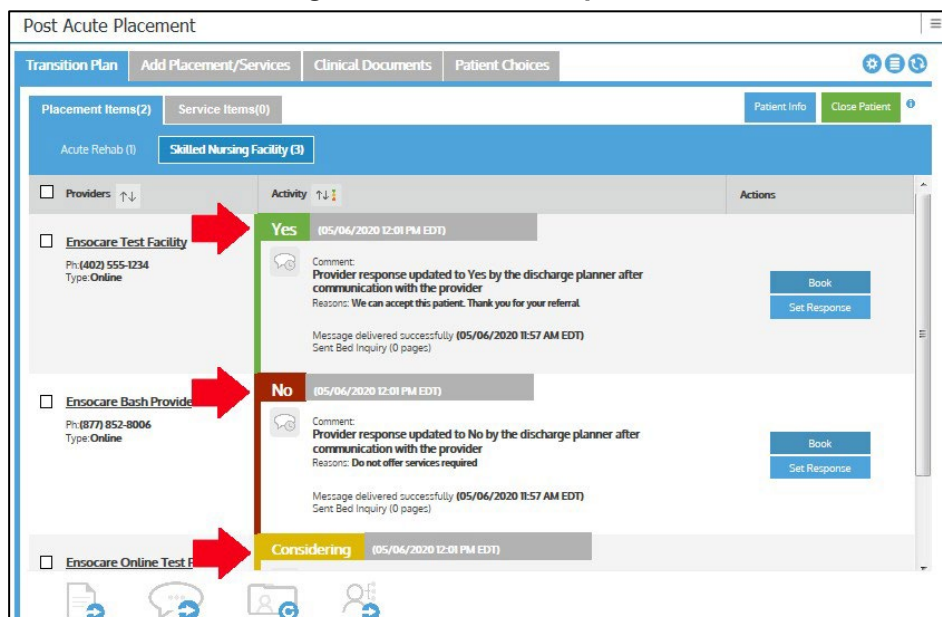 Post Acute Placement
Transition Plan Add Placement/Services Clinical Documents Patient Choices
Placement Items(2) Service Items(0) Patient Info Close Patient
Acute Rehab (1) Skilled Nursing Facility (3)
Providers Activity Actions
Yes (05/06/2020 12:01 PM EDT)
Ensocare Test Facility
Ph:(402) 555-1234
Type:Online
Comment:
Provider response updated to Yes by the discharge planner after
communication with the provider
Reasons: We can accept this patient. Thank you for your referral.
Message delivered successfully (05/06/2020 11:57 AM EDT)
Sent Bed Inquiry (0 pages)
Book
Set Response
No (05/06/2020 12:01 PM EDT)
Ensocare Bash Provide
Ph:(877) 852-8006
Type:Online
Comment:
Provider response updated to No by the discharge planner after
communication with the provider
Reasons: Do not offer services required
Message delivered successfully (05/06/2020 11:57 AM EDT)
Sent Bed Inquiry (0 pages)
Book
Set Response
Considering (05/06/2020 12:01 PM EDT)
Ensocare Online Test